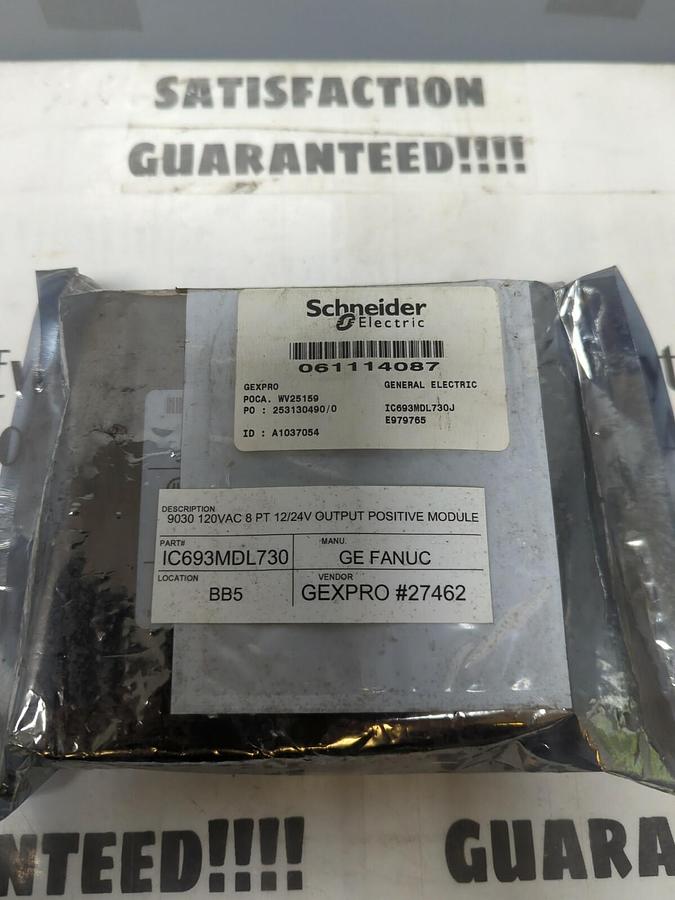 SATISFACTION
GUARANTEED!!!!
Schneider
Electric
061114087
GEXPRO GENERAL ELECTRIC
POCA. WV25159
PO : 253130490/0 IC693MDL730J
E979765
ID : A1037054
DESCRIPTION
9030 120VAC 8 PT 12/24V OUTPUT POSITIVE MODULE
PART# MANU.
IC693MDL730 GE FANUC
LOCATION VENDOR
BB5 GEXPRO #27462
NTEED!!!! GUARA